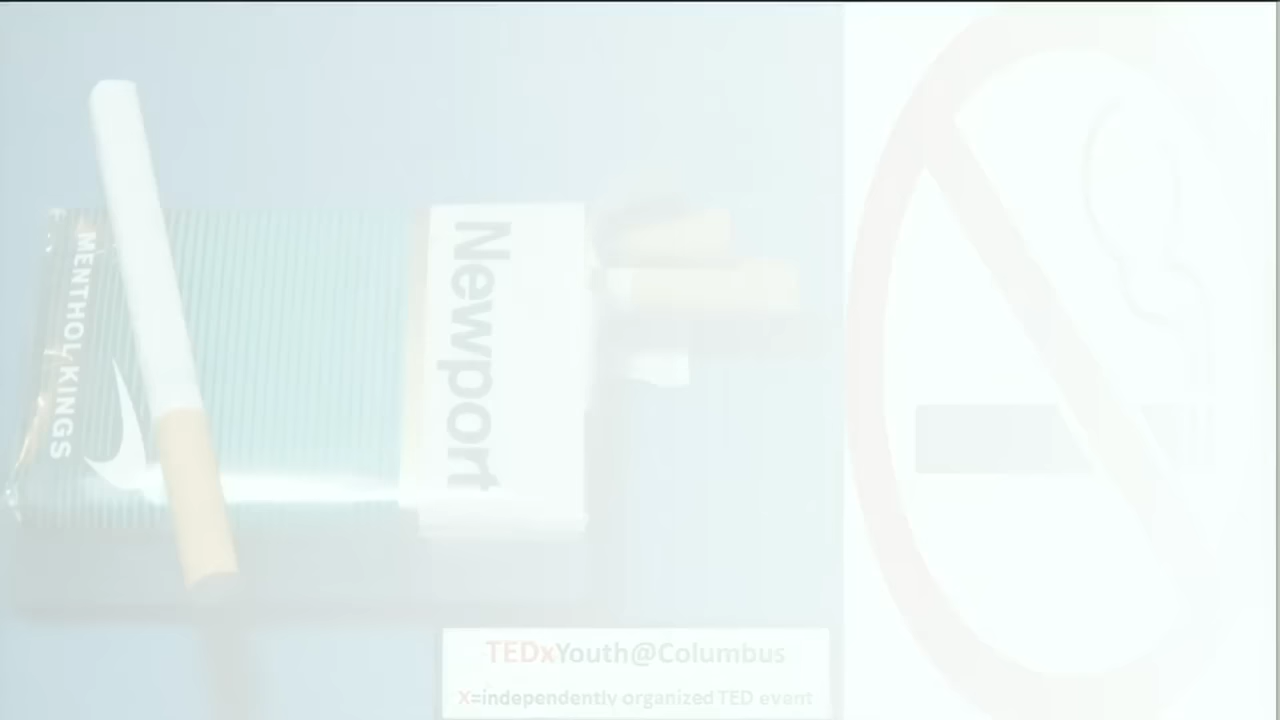 MENTHOL KINGS
Newport
TEDxYouth@Columbus
X=independently organized TED event